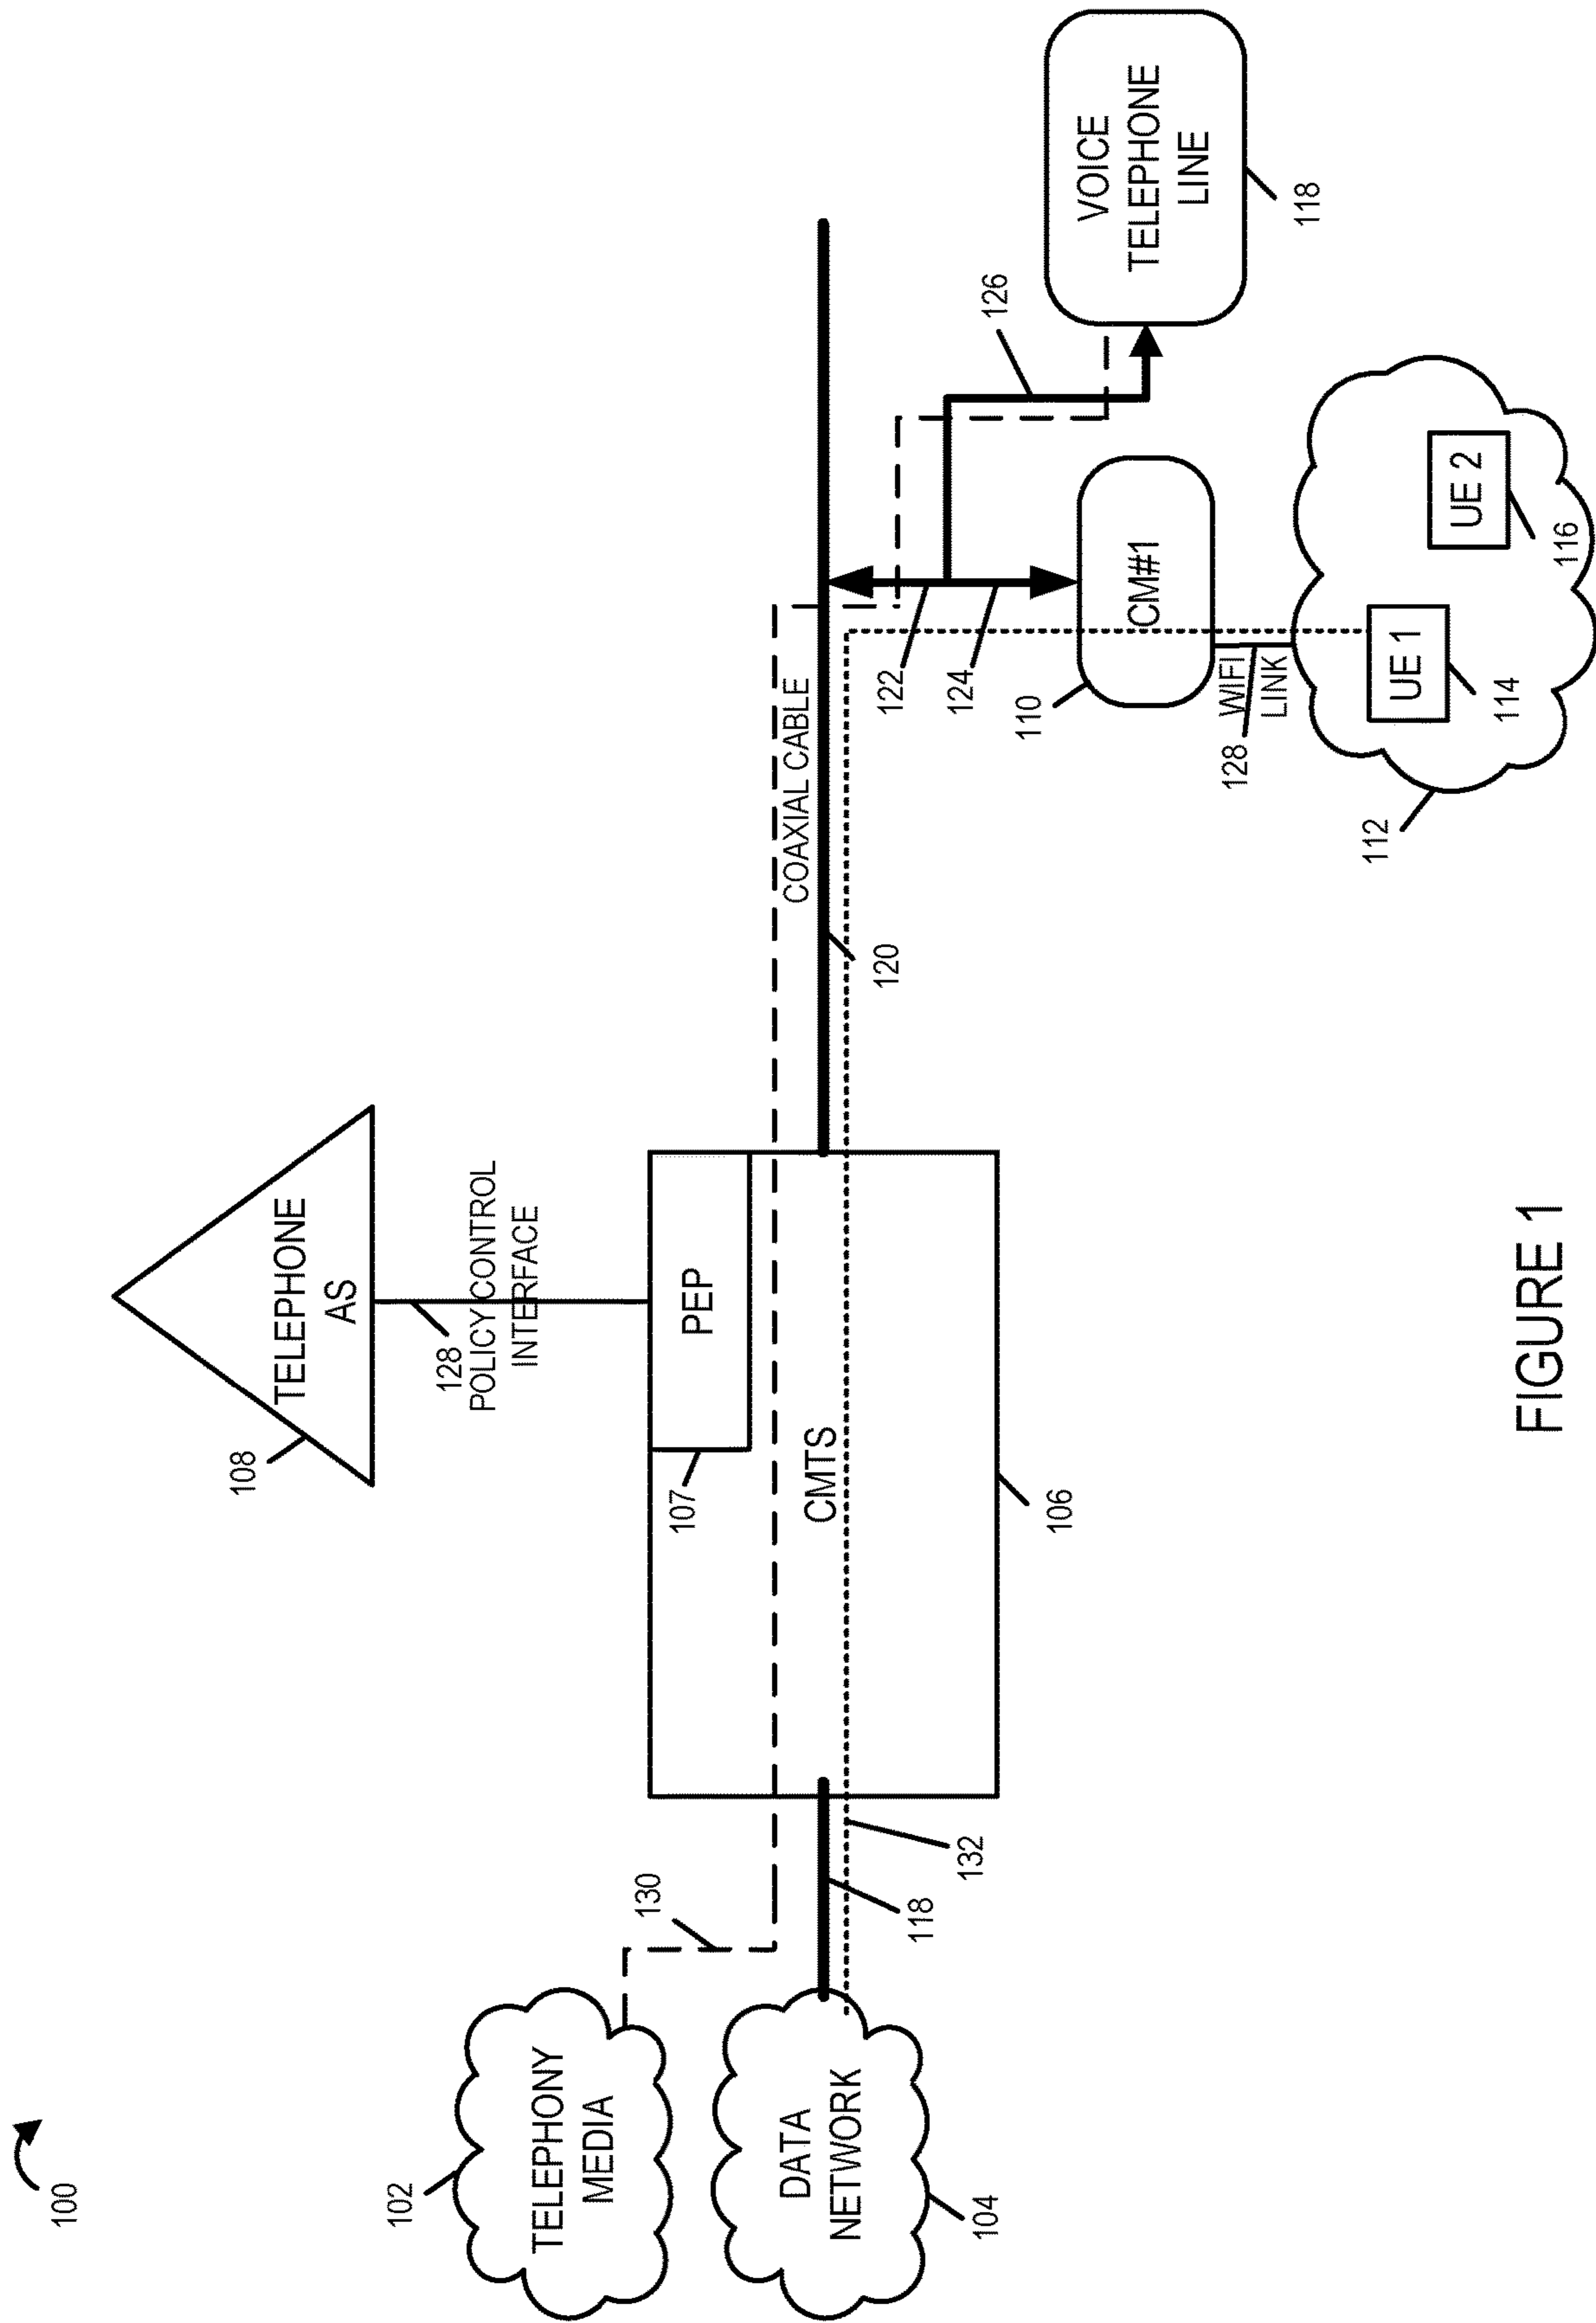 100
TELEPHONE
AS
108
128
POLICY CONTROL
INTERFACE
102
TELEPHONY
MEDIA
130
PEP
107
CMTS
106
DATA
NETWORK
104
118
132
COAXIAL CABLE
120
122
124
126
VOICE
TELEPHONE
LINE
118
CM#1
110
WIFI
LINK
128
UE 1
114
UE 2
116
112
FIGURE 1